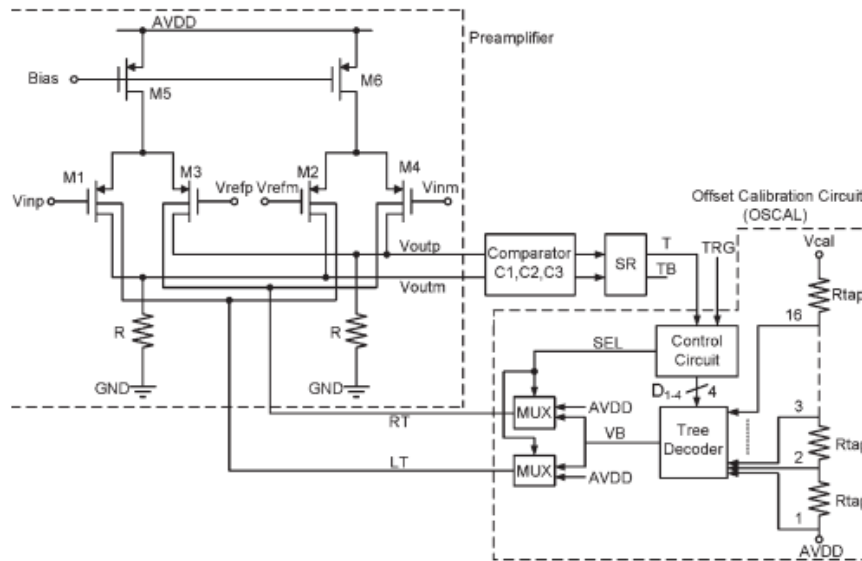 AVDD
Preamplifier
Bias
M5
M6
M1
M3
M2
M4
Vinp
Vrefp
Vrefm
Vinm
Offset Calibration Circuit
(OSCAL)
Voutp
Voutm
Comparator
C1,C2,C3
SR
T
TB
TRG
Vcal
Rtap
16
R
R
GND
GND
SEL
Control
Circuit
D1-4
4
MUX
AVDD
RT
VB
Tree
Decoder
3
Rtap
2
LT
MUX
AVDD
Rtap
1
AVDD